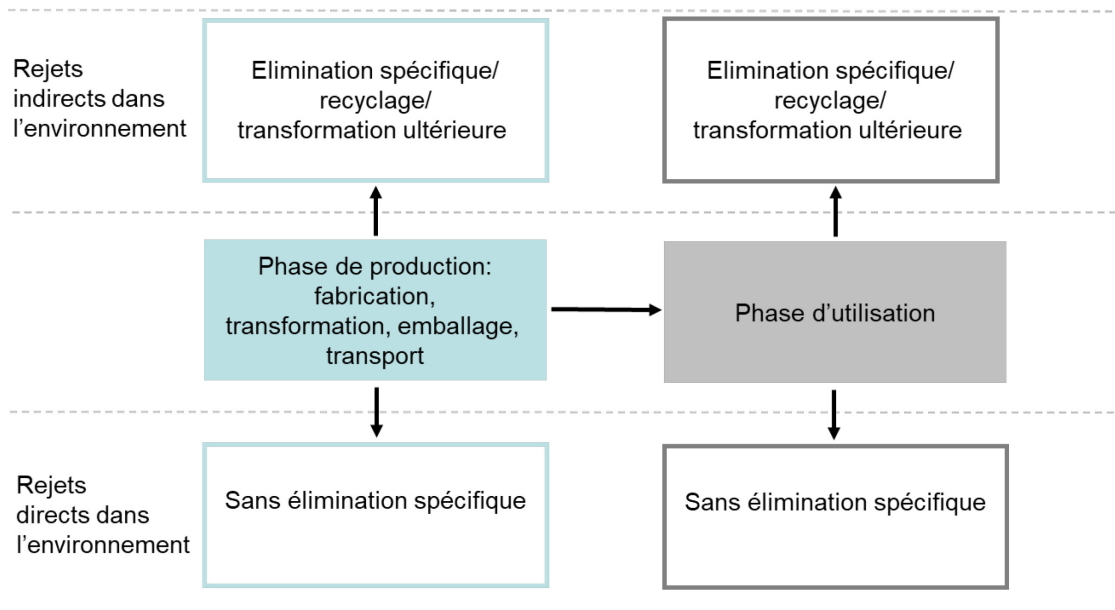 Rejets
indirects dans
l'environnement
Elimination spécifique/
recyclage/
transformation ultérieure
Elimination spécifique/
recyclage/
transformation ultérieure
Phase de production:
fabrication,
transformation, emballage,
transport
Phase d'utilisation
Rejets
directs dans
l'environnement
Sans élimination spécifique
Sans élimination spécifique